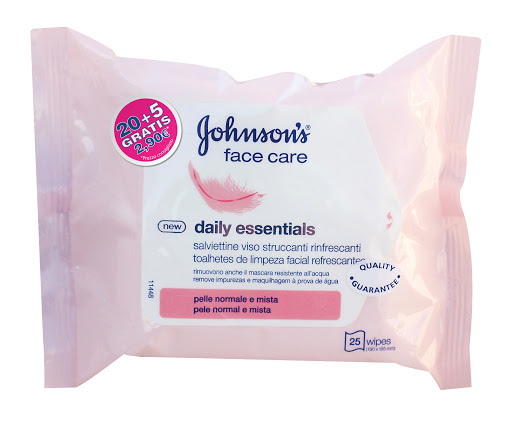 20+5
GRATIS
2,90€
Johnson's®
face care
™
new
daily essentials
salviettine viso struccanti rinfrescanti
toalhetes de limpeza facial refrescantes
rimuovono anche il mascara resistente all'acqua
remove impurezas e maquilhagem à prova de água
QUALITY
• GUARANTEE •
pelle normale e mista
pele normal e mista
11448
25 wipes